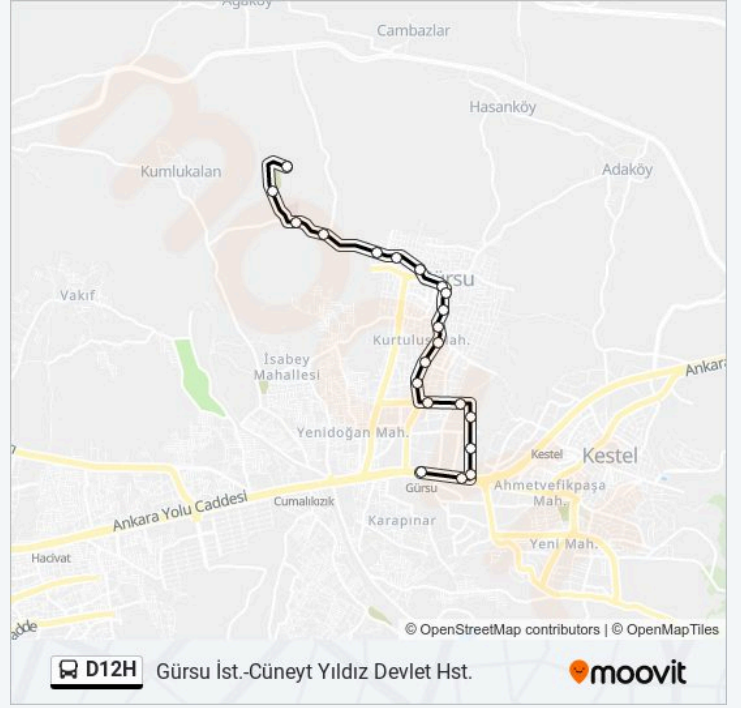 Ağaköy
Cambazlar
Hasanköy
Kumlukalan
Adaköy
Vakıf
Kurtuluş Mah.
İsabey
Mahallesi
Ankara
Yenidoğan Mah.
Kestel
Kestel
Gürsu
Ahmetvefikpaşa
Mah.
Ankara Yolu Caddesi
Cumalıkızık
Karapınar
Yeni Mah.
Hacivat
© OpenStreetMap contributors | © OpenMapTiles
D12H Gürsu İst.-Cüneyt Yıldız Devlet Hst. moovit